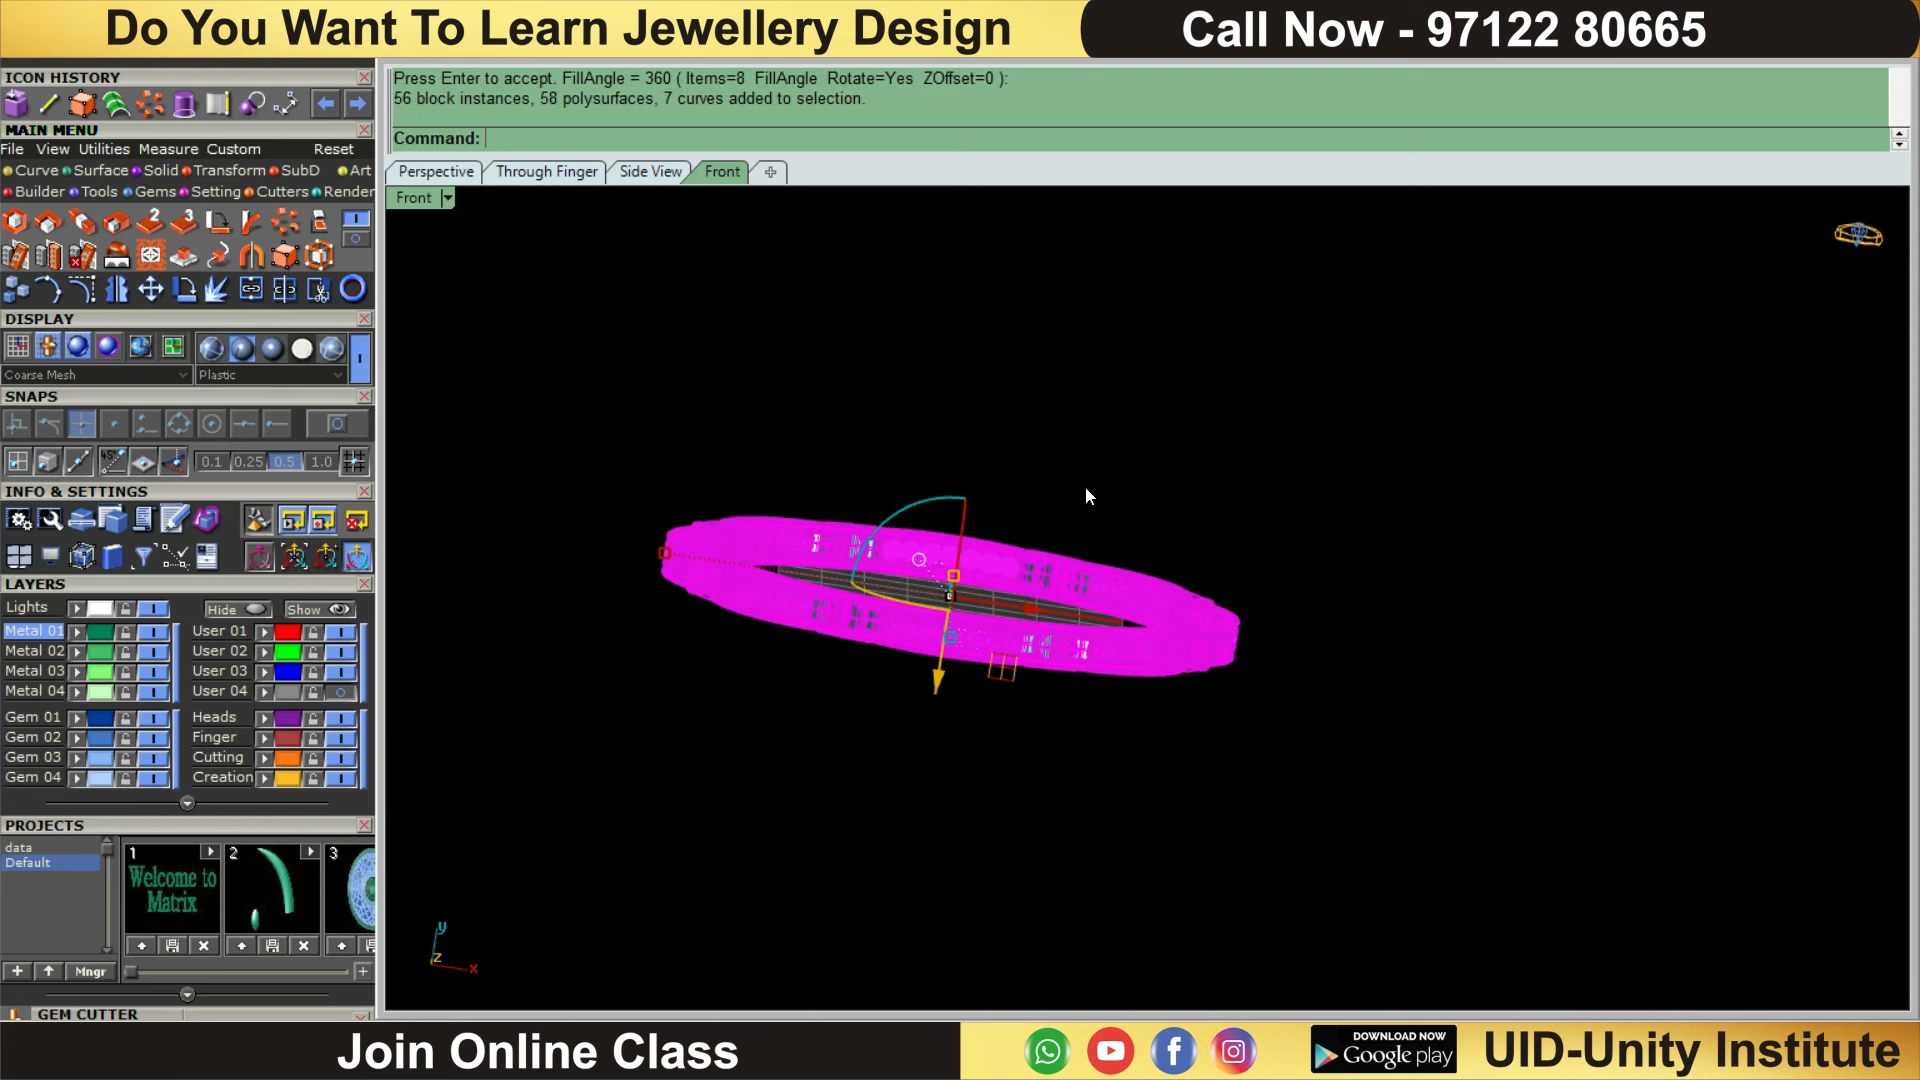 Do You Want To Learn Jewellery Design
Call Now - 97122 80665
ICON HISTORY
MAIN MENU
File View Utilities Measure Custom Reset
Curve Surface Solid Transform SubD Art
Builder Tools Gems Setting Cutters Render
2 3
DISPLAY
Coarse Mesh
Plastic
SNAPS
0.1 0.25 0.5 1.0
INFO & SETTINGS
LAYERS
Lights
Hide Show
Metal 01 User 01
Metal 02 User 02
Metal 03 User 03
Metal 04 User 04
Gem 01 Heads
Gem 02 Finger
Gem 03 Cutting
Gem 04 Creation
PROJECTS
data
Default
1 2 3
Welcome to
Matrix
Mngr
GEM CUTTER
Press Enter to accept. FillAngle = 360 ( Items=8 FillAngle Rotate=Yes ZOffset=0 ):
56 block instances, 58 polysurfaces, 7 curves added to selection.
Command:
Perspective Through Finger Side View Front
Front
y
z
x
Join Online Class
DOWNLOAD NOW
Google play
UID-Unity Institute